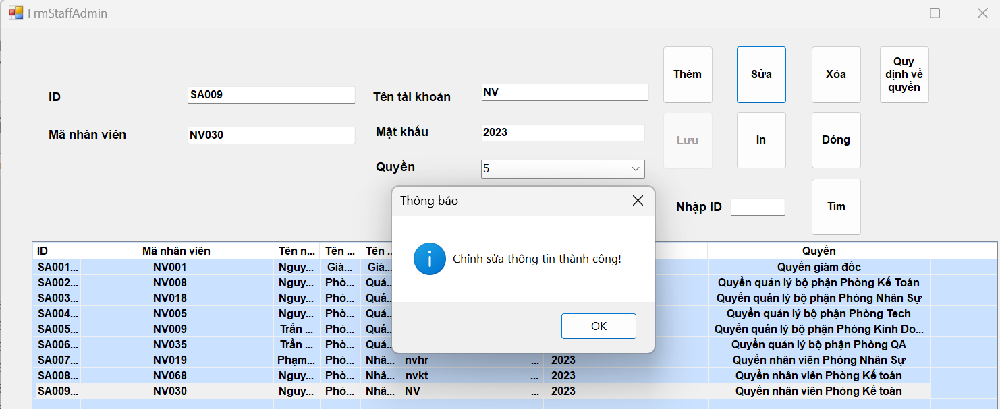 FrmStaffAdmin
ID
SA009
Tên tài khoản
NV
Thêm
Sửa
Xóa
Quy
định về
quyền
Mã nhân viên
NV030
Mật khẩu
2023
Lưu
In
Đóng
Quyền
5
Nhập ID
Tìm
Thông báo
Chỉnh sửa thông tin thành công!
OK
ID Mã nhân viên Tên n... Tên ... Tên ... Quyền
SA001... NV001 Nguy... Giá... Giá... Quyền giám đốc
SA002... NV008 Nguy... Phò... Quả... Quyền quản lý bộ phận Phòng Kế Toán
SA003... NV018 Nguy... Phò... Quả... Quyền quản lý bộ phận Phòng Nhân Sự
SA004... NV005 Nguy... Phò... Quả... Quyền quản lý bộ phận Phòng Tech
SA005... NV009 Trần ... Phò... Quả... Quyền quản lý bộ phận Phòng Kinh Do...
SA006... NV035 Trần ... Phò... Quả... Quyền quản lý bộ phận Phòng QA
SA007... NV019 Phạm... Phò... Nhâ... nvhr ... 2023 Quyền nhân viên Phòng Nhân Sự
SA008... NV068 Nguy... Phò... Nhâ... nvkt ... 2023 Quyền nhân viên Phòng Kế toán
SA009... NV030 Nguy... Phò... Nhâ... NV ... 2023 Quyền nhân viên Phòng Kế toán